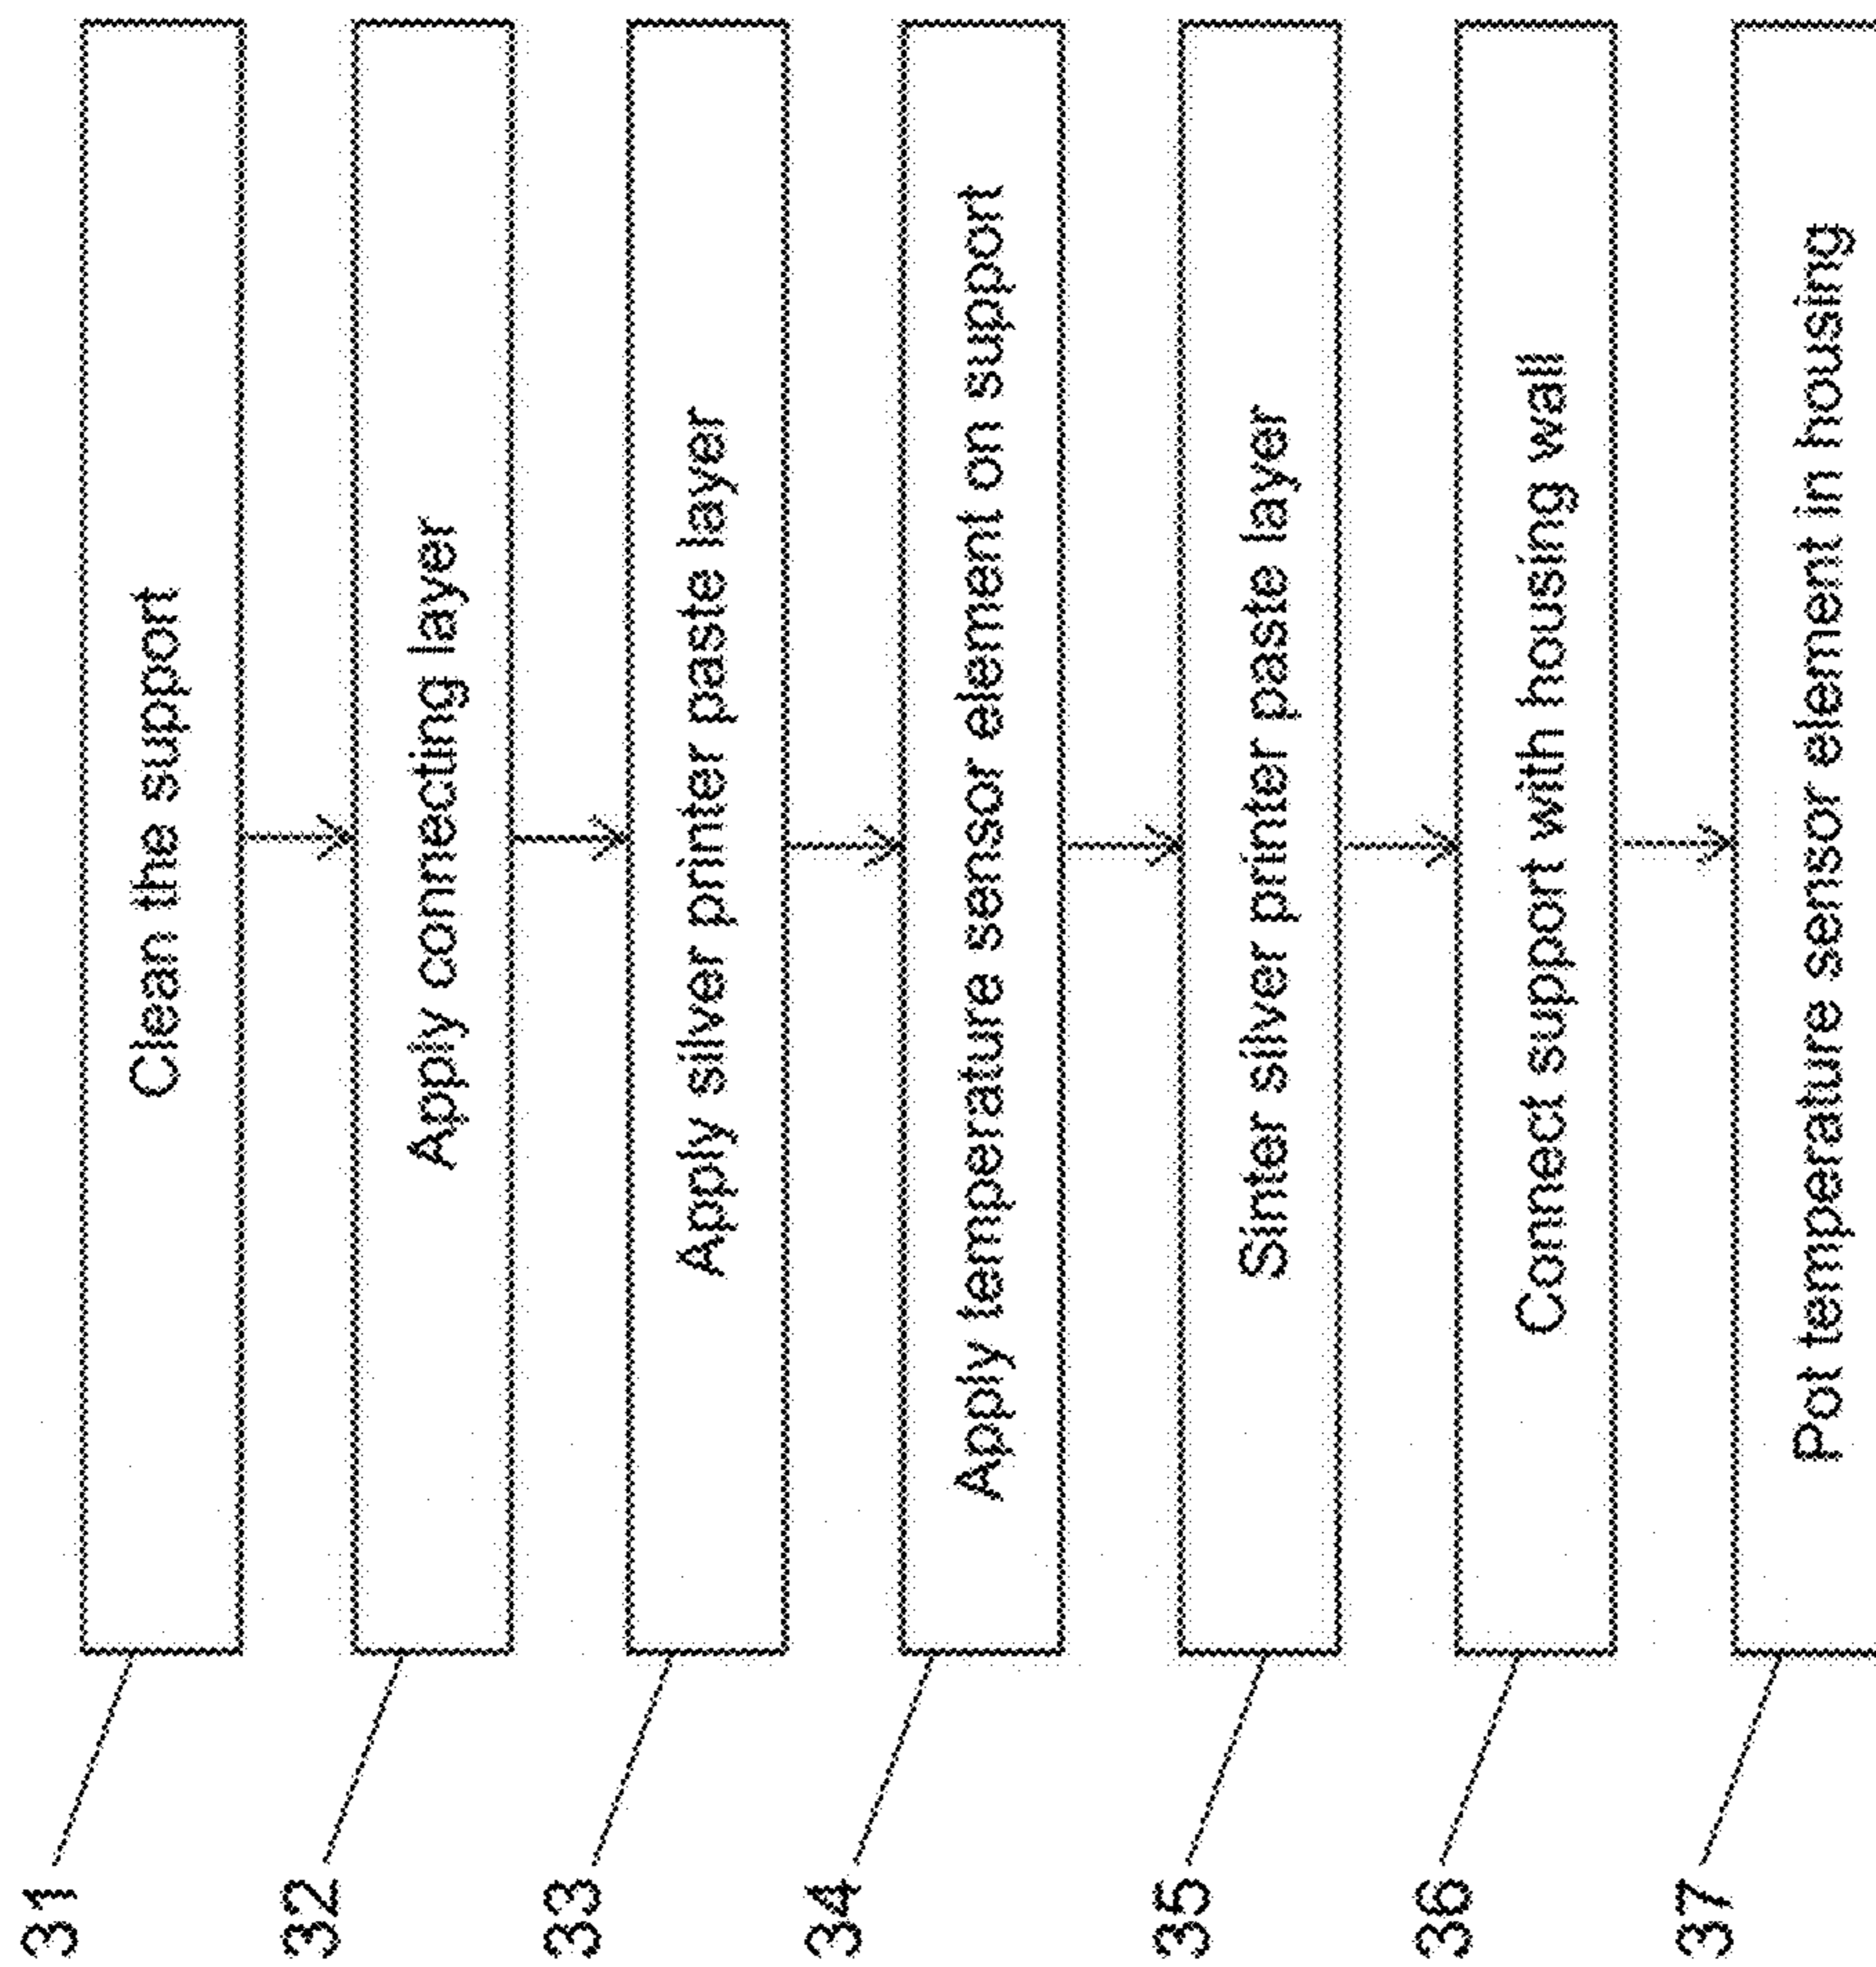 31 Clean the support
32 Apply connecting layer
33 Apply silver printer paste layer
34 Apply temperature sensor element on support
35 Sinter silver printer paste layer
36 Connect support with housing wall
37 Pot temperature sensor element in housing